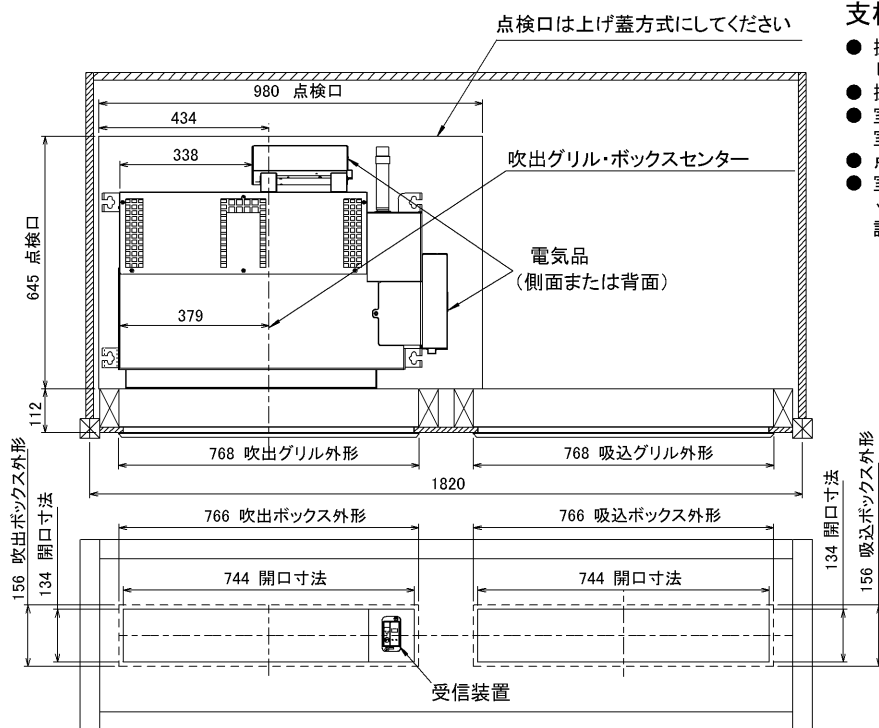 点検口は上げ蓋方式にしてください
980 点検口
434
338
吹出グリル・ボックスセンター
645 点検口
電気品
(側面または背面)
379
112
768 吹出グリル外形
768 吸込グリル外形
1820
156 吹出ボックス外形
134 開口寸法
766 吹出ボックス外形
766 吸込ボックス外形
134 開口寸法
156 吸込ボックス外形
744 開口寸法
744 開口寸法
受信装置